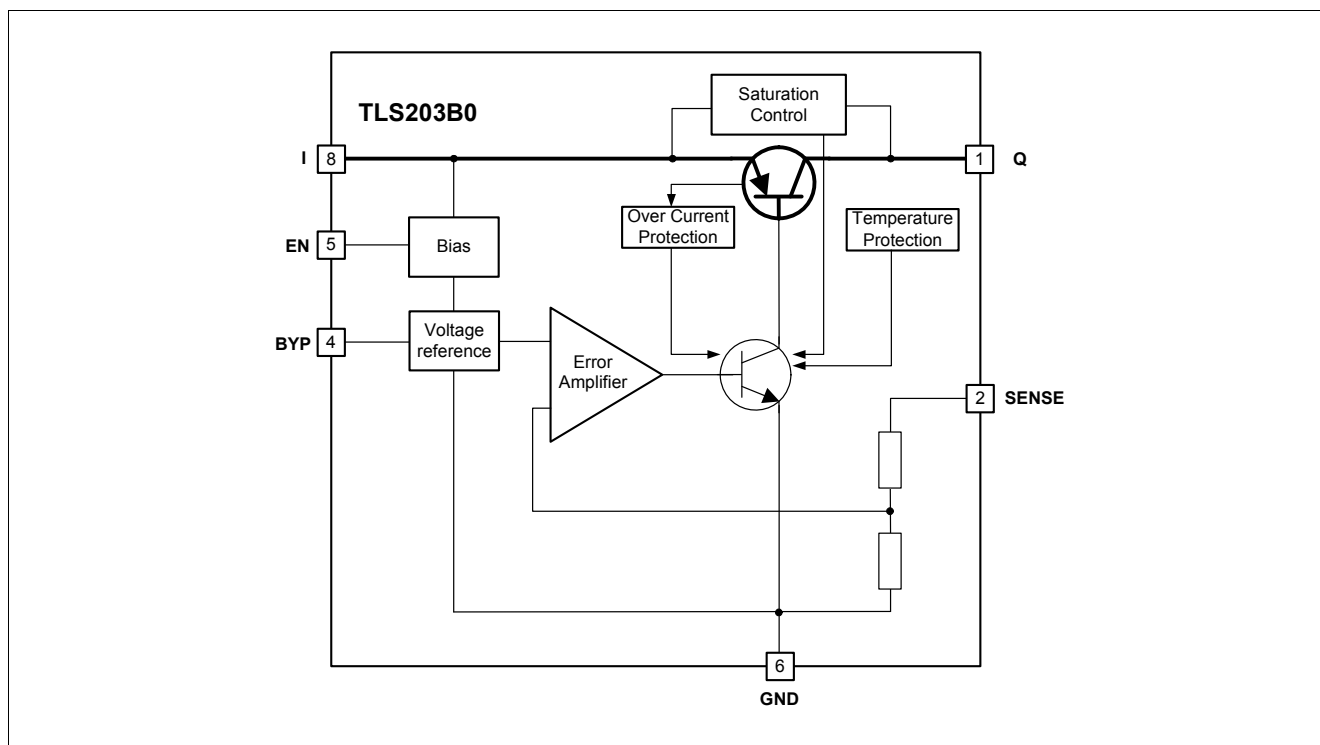 Saturation
Control
TLS203B0
I
8
1
Q
Over Current
Protection
Temperature
Protection
EN
5
Bias
BYP
4
Voltage
reference
Error
Amplifier
2
SENSE
6
GND